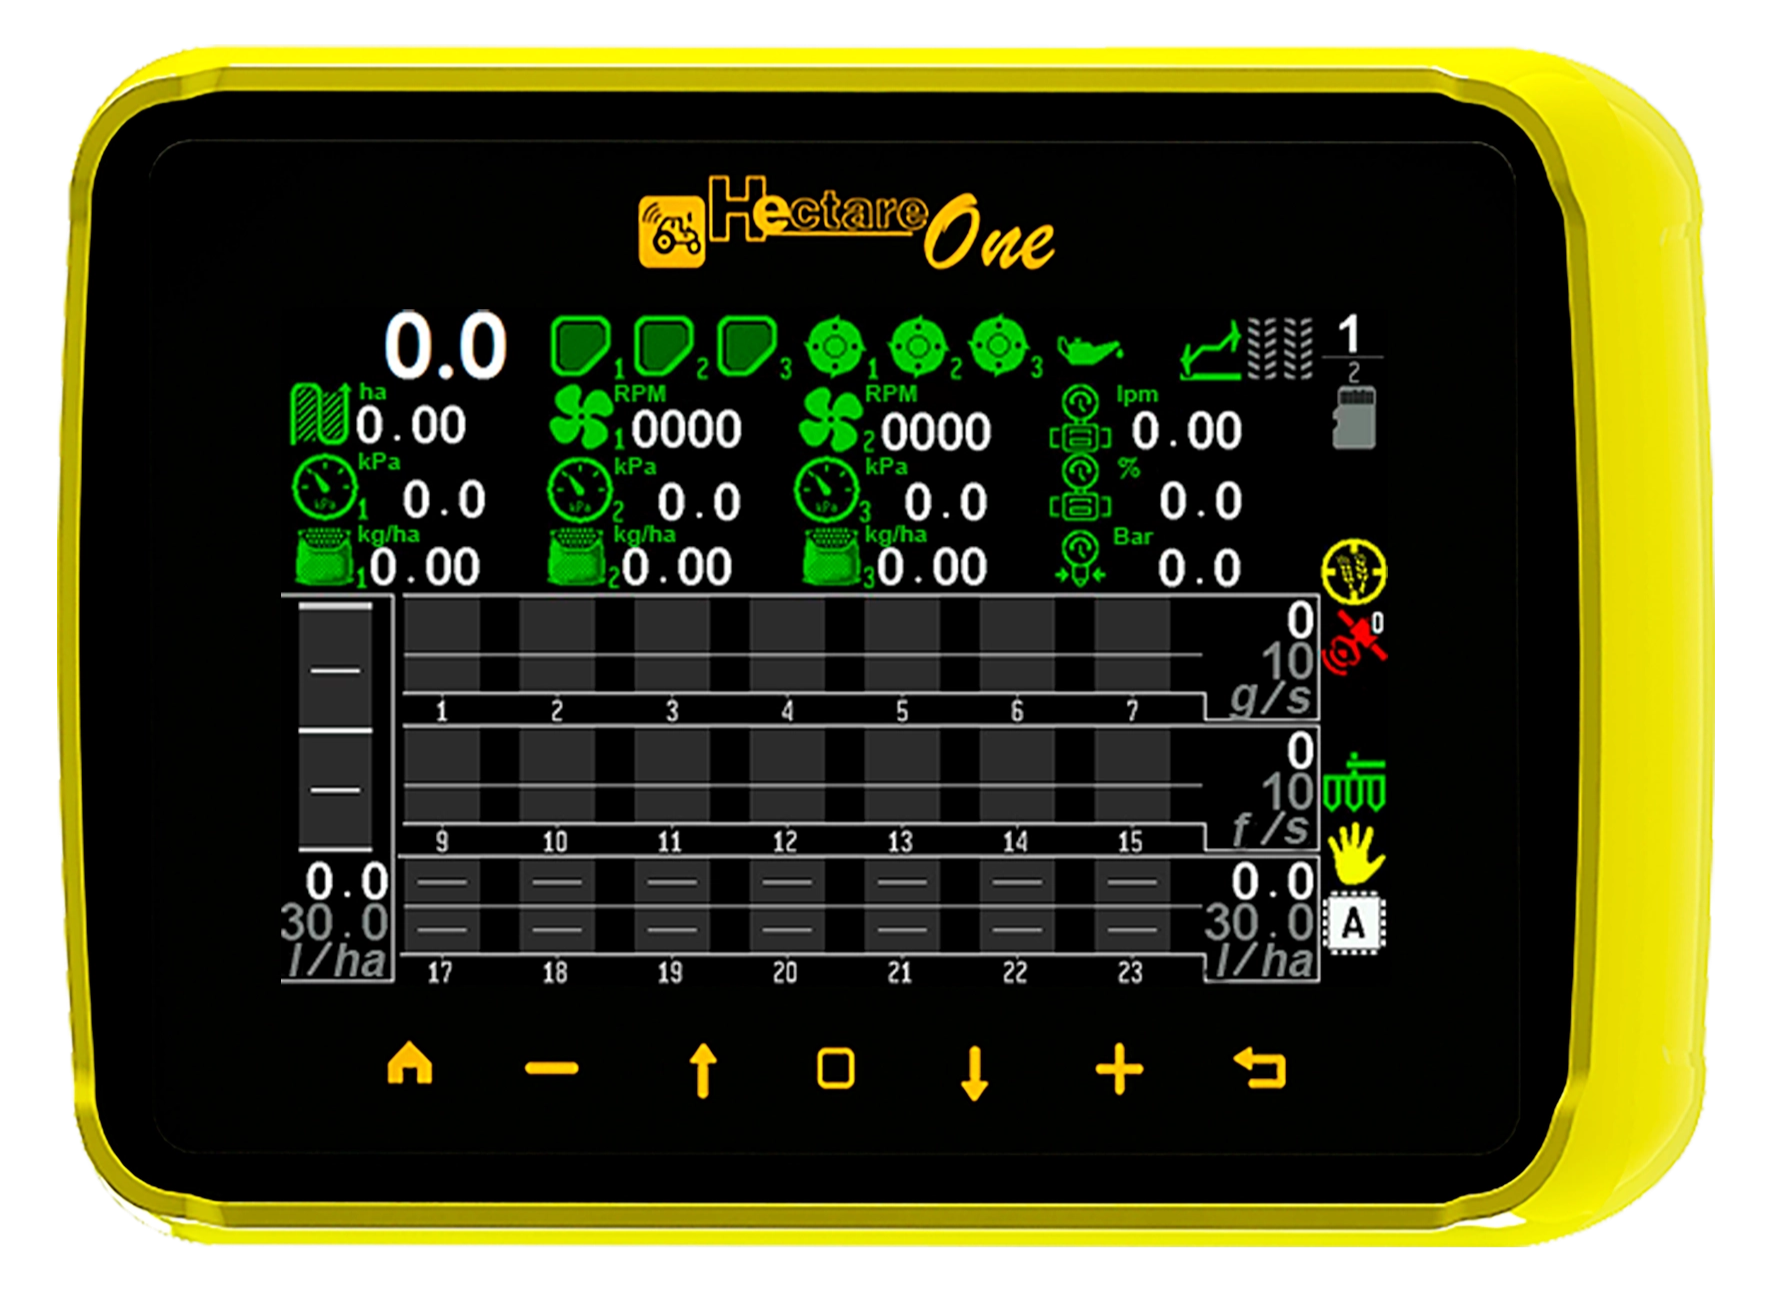 Hectare One
0.0 1 2 3 1 2 3 1
2
ha RPM RPM lpm
0.00 1 0000 2 0000 0.00
kPa kPa kPa %
1 0.0 2 0.0 3 0.0 0.0
kg/ha kg/ha kg/ha Bar
1 0.00 2 0.00 3 0.00 0.0
0
0
10
g/s
1 2 3 4 5 6 7
0
10
f/s
9 10 11 12 13 14 15
0.0 0.0
30.0 30.0 A
l/ha l/ha
17 18 19 20 21 22 23